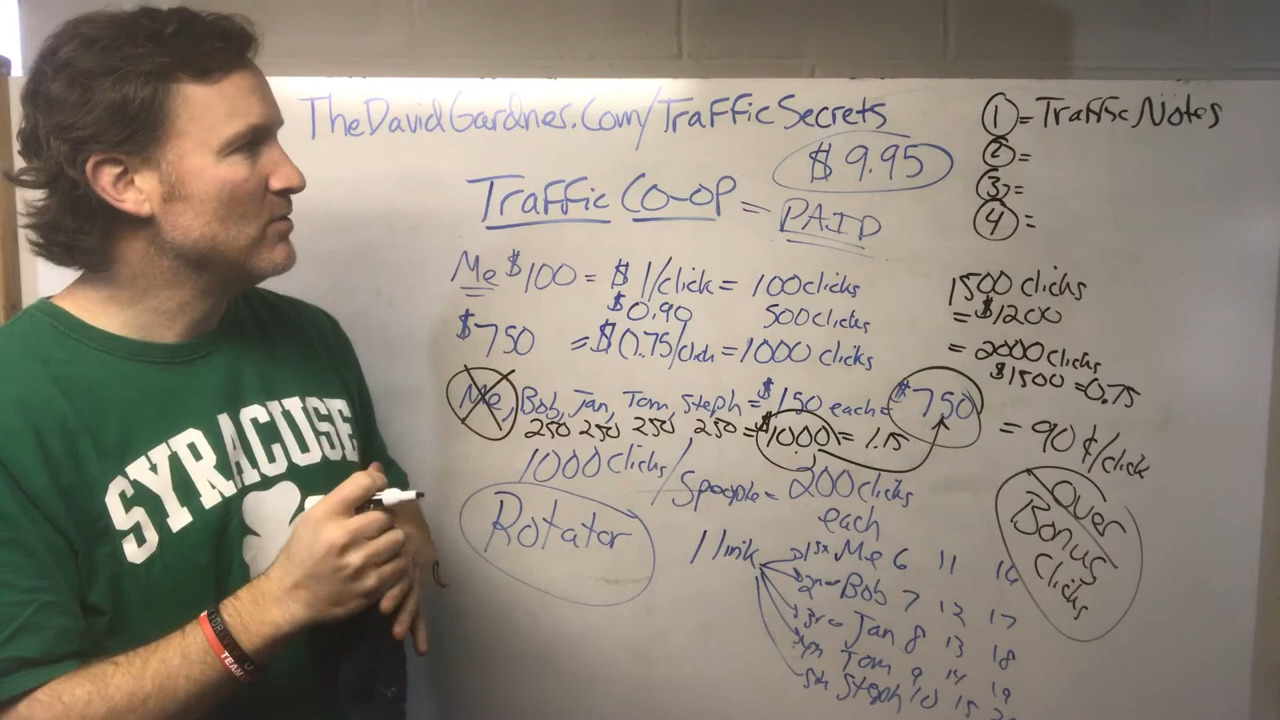 TheDavidGardner.Com/TrafficSecrets
$9.95
Traffic Co-op = PAID
Me $100 = $1/click = 100 clicks
$0.90 500 clicks
$750 = $0.75/click = 1000 clicks
Me, Bob, Jan, Tom, Steph = $150 each = $750
250 250 250 250 = $1000 = 1.15
1000 Clicks/5 people = 200 clicks
each
Rotator
1 link
1st Me 6 11 16
2nd Bob 7 12 17
3rd Jan 8 13 18
4th Tom 9 14 19
5th Steph 10 15
1 = Traffic Notes
2 =
3 =
4 =
1500 clicks
= $1200
= 2000 clicks
$1500 = 0.75
= 90¢/click
Over
Bonus
Clicks
SYRACUSE
FOR
TEAM